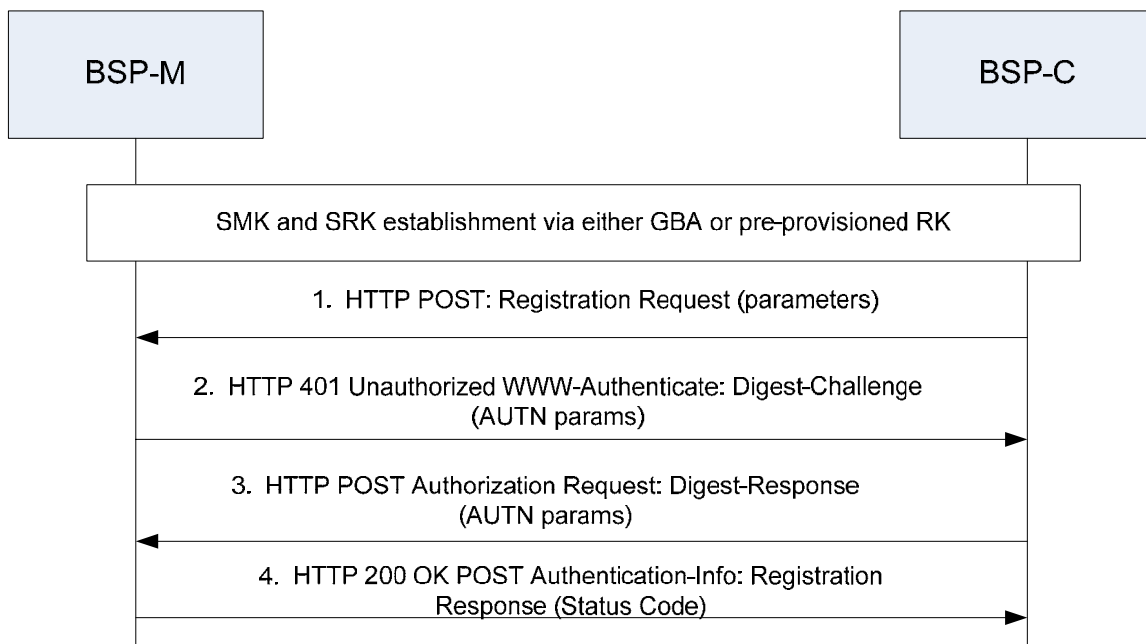 BSP-M
BSP-C
SMK and SRK establishment via either GBA or pre-provisioned RK
1. HTTP POST: Registration Request (parameters)
2. HTTP 401 Unauthorized WWW-Authenticate: Digest-Challenge
(AUTN params)
3. HTTP POST Authorization Request: Digest-Response
(AUTN params)
4. HTTP 200 OK POST Authentication-Info: Registration
Response (Status Code)